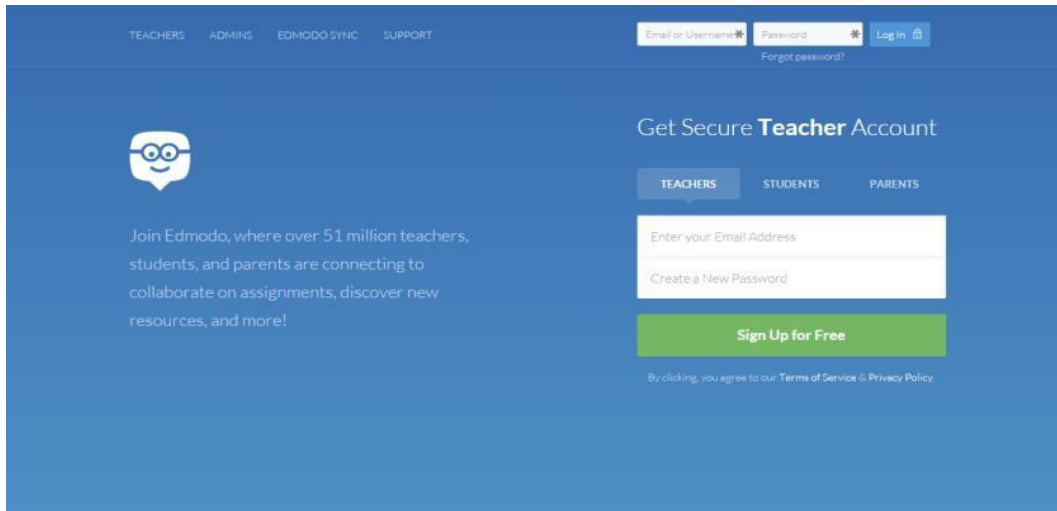 TEACHERS ADMINS EDMODO SYNC SUPPORT
Email or Username Password Log In
Forgot password?
Get Secure Teacher Account
TEACHERS STUDENTS PARENTS
Join Edmodo, where over 51 million teachers,
students, and parents are connecting to
collaborate on assignments, discover new
resources, and more!
Enter your Email Address
Create a New Password
Sign Up for Free
By clicking, you agree to our Terms of Service & Privacy Policy